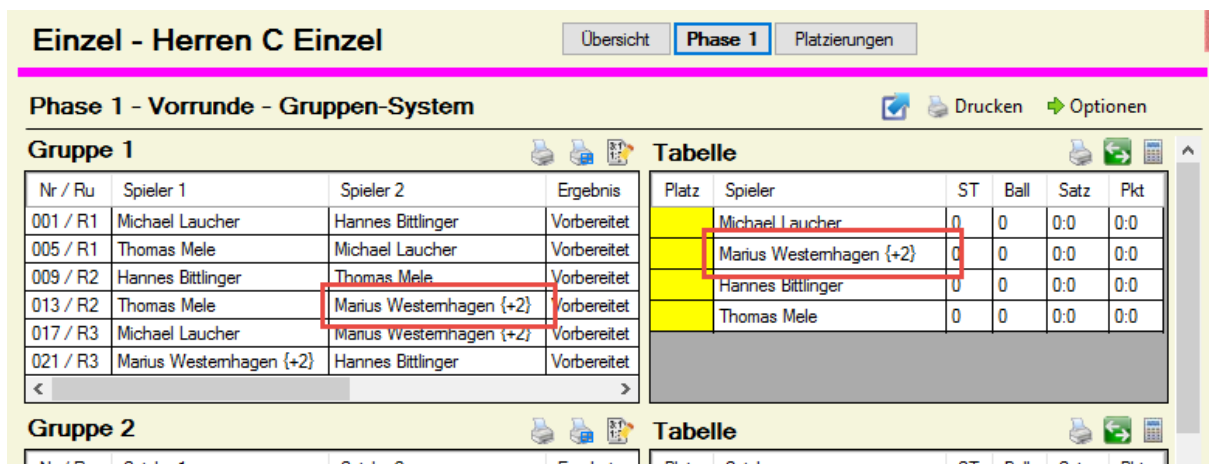 Einzel - Herren C Einzel
Übersicht Phase 1 Platzierungen
Phase 1 - Vorrunde - Gruppen-System
Drucken Optionen
Gruppe 1
Nr / Ru Spieler 1 Spieler 2 Ergebnis
001 / R1 Michael Laucher Hannes Bittlinger Vorbereitet
005 / R1 Thomas Mele Michael Laucher Vorbereitet
009 / R2 Hannes Bittlinger Thomas Mele Vorbereitet
013 / R2 Thomas Mele Marius Westernhagen {+2} Vorbereitet
017 / R3 Michael Laucher Marius Westernhagen {+2} Vorbereitet
021 / R3 Marius Westernhagen {+2} Hannes Bittlinger Vorbereitet
Tabelle
Platz Spieler ST Ball Satz Pkt
Michael Laucher 0 0 0:0 0:0
Marius Westernhagen {+2} 0 0 0:0 0:0
Hannes Bittlinger 0 0 0:0 0:0
Thomas Mele 0 0 0:0 0:0
Gruppe 2
Tabelle